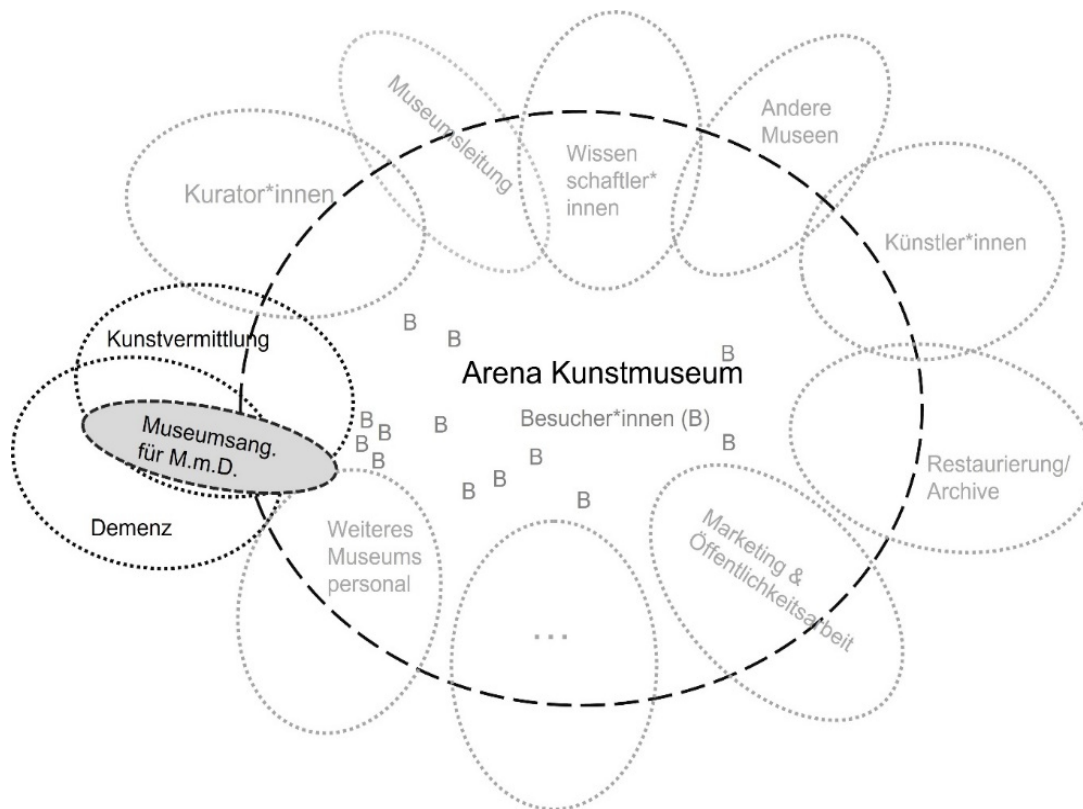 Museumsleitung
Andere
Museen
Wissen
schaftler*
innen
Kurator*innen
Künstler*innen
Kunstvermittlung
B
B
B
Arena Kunstmuseum
Besucher*innen (B)
B
B
B
B
B
B
B
B
B
B
B
Museumsang.
für M.m.D.
Demenz
Restaurierung/
Archive
Weiteres
Museums
personal
Marketing &
Öffentlichkeitsarbeit
...